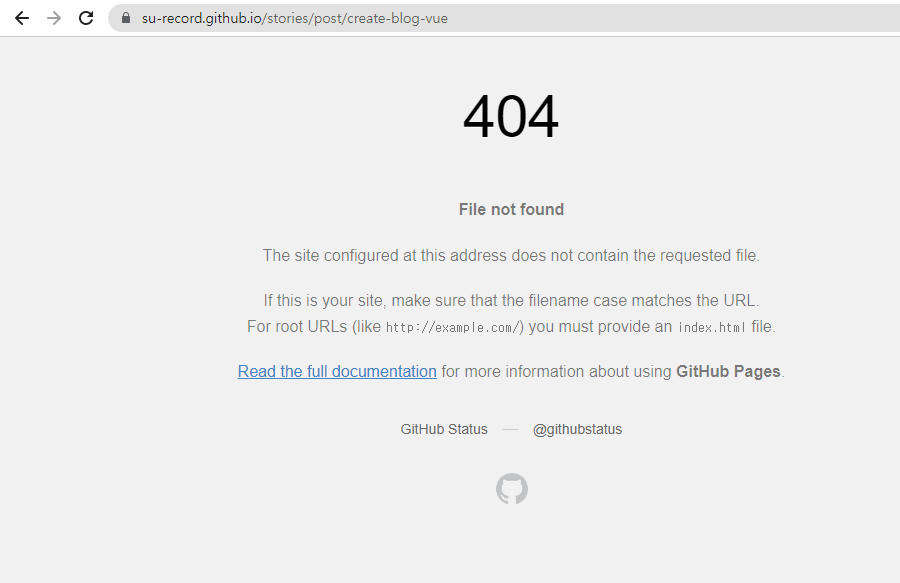 su-record.github.io/stories/post/create-blog-vue
404
File not found
The site configured at this address does not contain the requested file.
If this is your site, make sure that the filename case matches the URL.
For root URLs (like http://example.com/) you must provide an index.html file.
Read the full documentation for more information about using GitHub Pages.
GitHub Status — @githubstatus